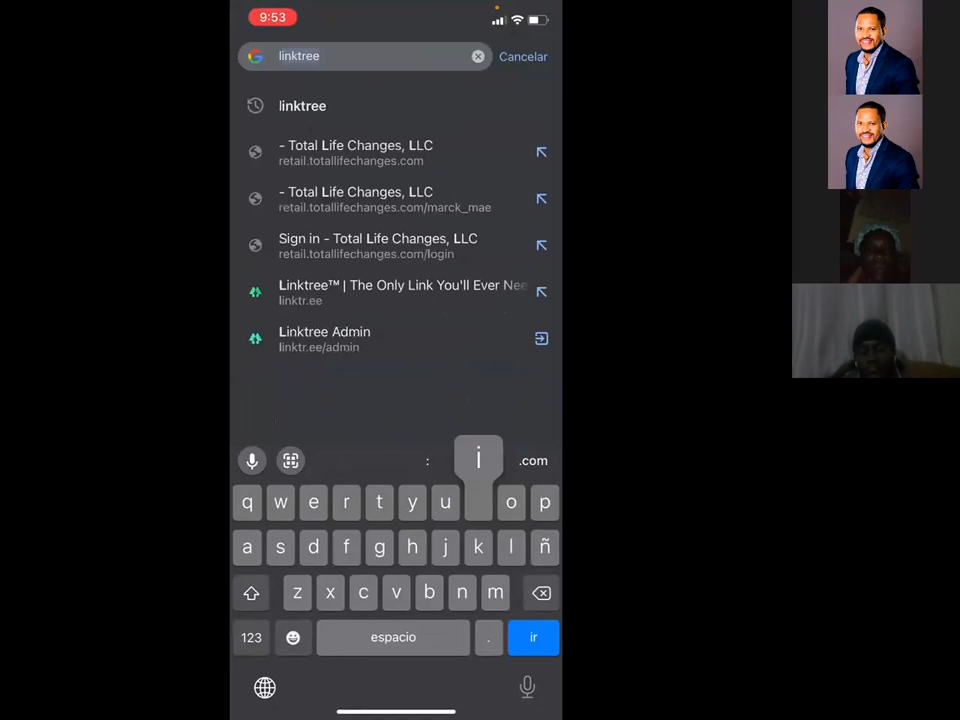 9:53
linktree
Cancelar
linktree
- Total Life Changes, LLC
retail.totallifechanges.com
- Total Life Changes, LLC
retail.totallifechanges.com/marck_mae
Sign in - Total Life Changes, LLC
retail.totallifechanges.com/login
Linktree™ | The Only Link You'll Ever Nee
linktr.ee
Linktree Admin
linktr.ee/admin
: i .com
q w e r t y u o p
a s d f g h j k l ñ
z x c v b n m
123 espacio . ir